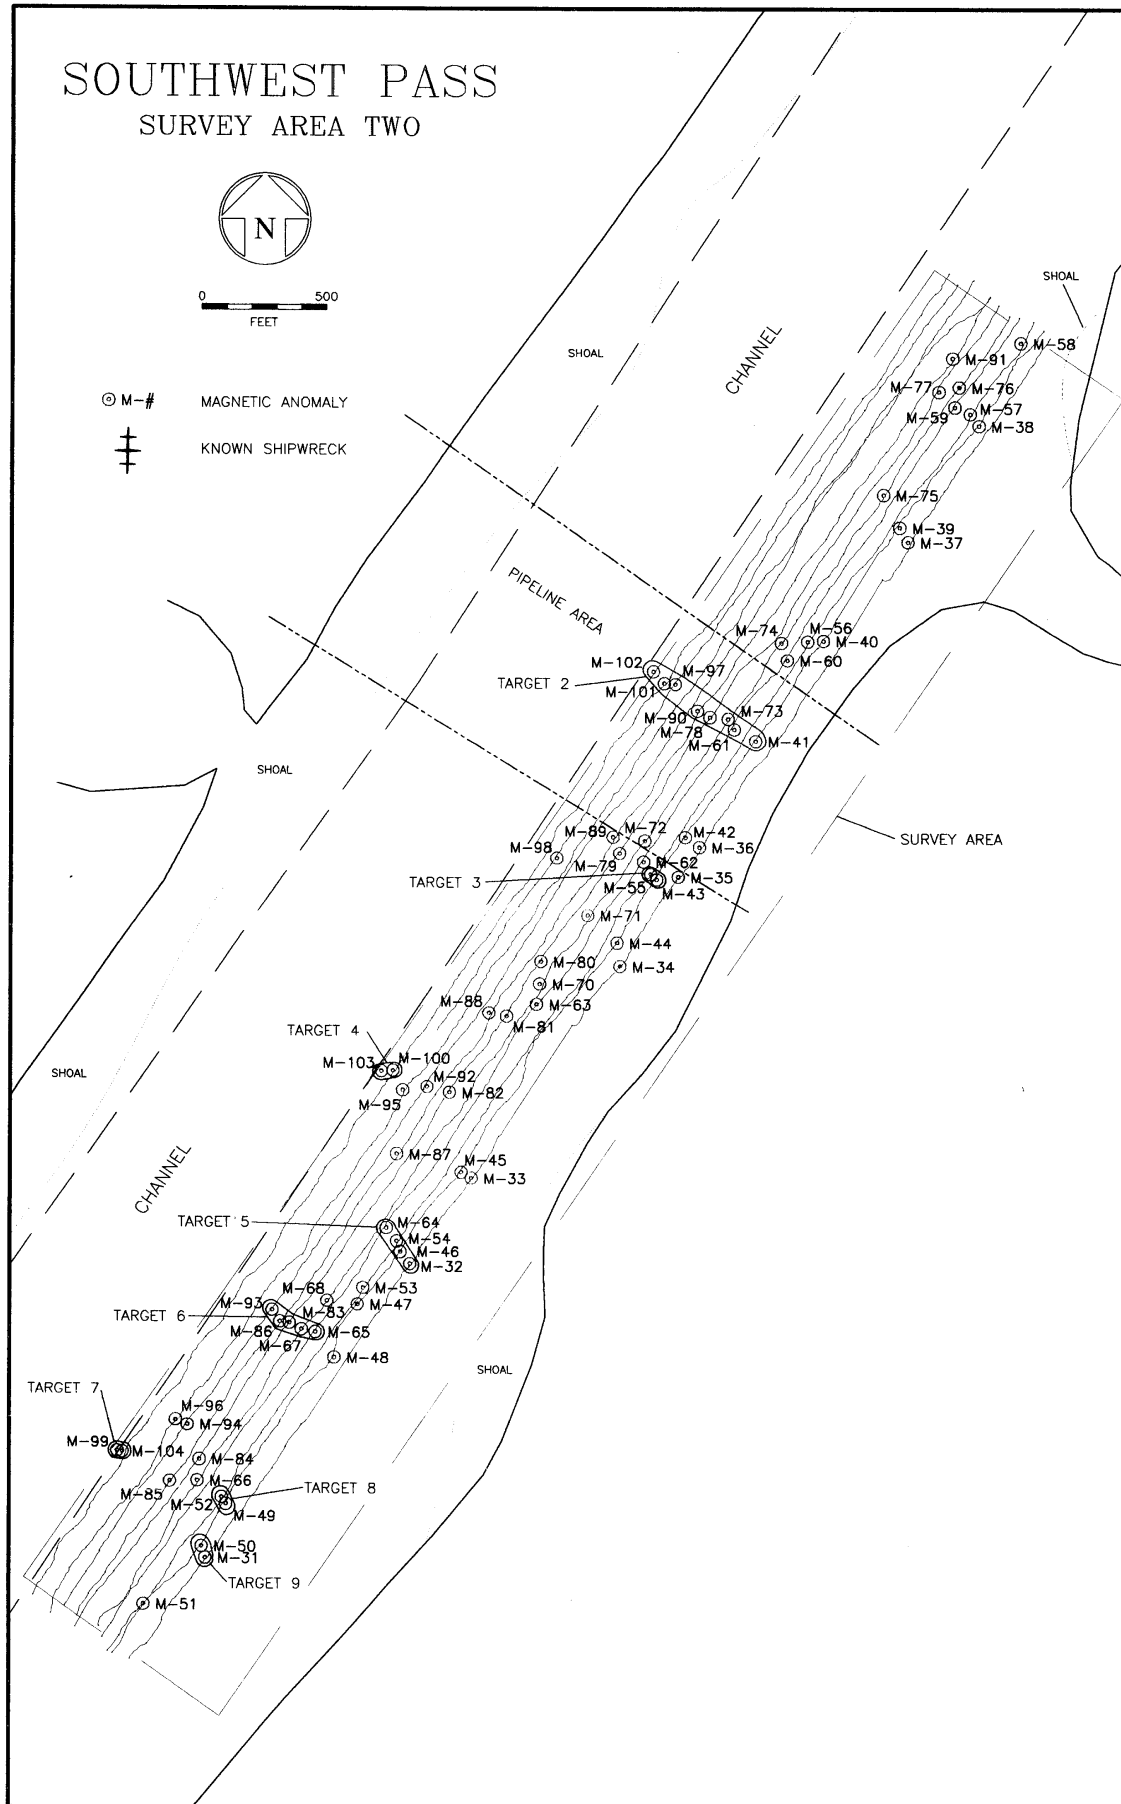 SOUTHWEST PASS
SURVEY AREA TWO
N
0 500
FEET
M-# MAGNETIC ANOMALY
KNOWN SHIPWRECK
SHOAL
CHANNEL
SHOAL
M-58
M-91
M-77
M-76
M-59
M-57
M-38
M-75
M-39
M-37
PIPELINE AREA
M-74
M-56
M-40
M-60
M-102
M-97
TARGET 2
M-101
M-90
M-73
M-78
M-61
M-41
SHOAL
M-89
M-72
M-42
M-36
M-98
M-79
M-62
SURVEY AREA
TARGET 3
M-55
M-35
M-43
M-71
M-44
M-80
M-34
M-70
M-88
M-63
M-81
TARGET 4
M-103
M-100
M-92
M-95
M-82
SHOAL
M-87
M-45
M-33
CHANNEL
TARGET 5
M-64
M-54
M-46
M-32
M-68
M-53
M-93
M-83
M-47
TARGET 6
M-86
M-65
M-67
M-48
SHOAL
TARGET 7
M-96
M-94
M-99
M-104
M-84
M-85
M-66
TARGET 8
M-52
M-49
M-50
M-31
TARGET 9
M-51